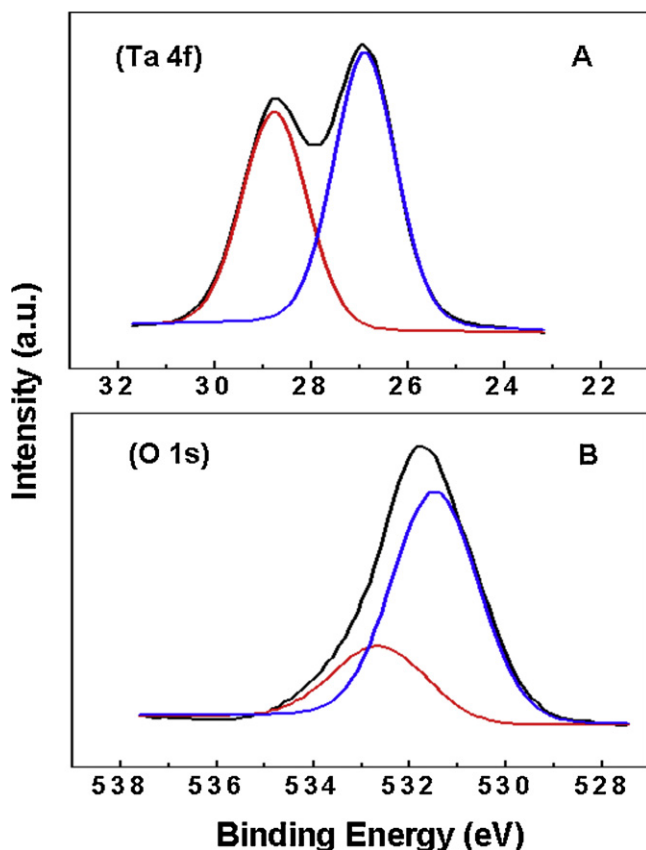 (Ta 4f) A
32 30 28 26 24 22
(O 1s) B
538 536 534 532 530 528
Intensity (a.u.)
Binding Energy (eV)